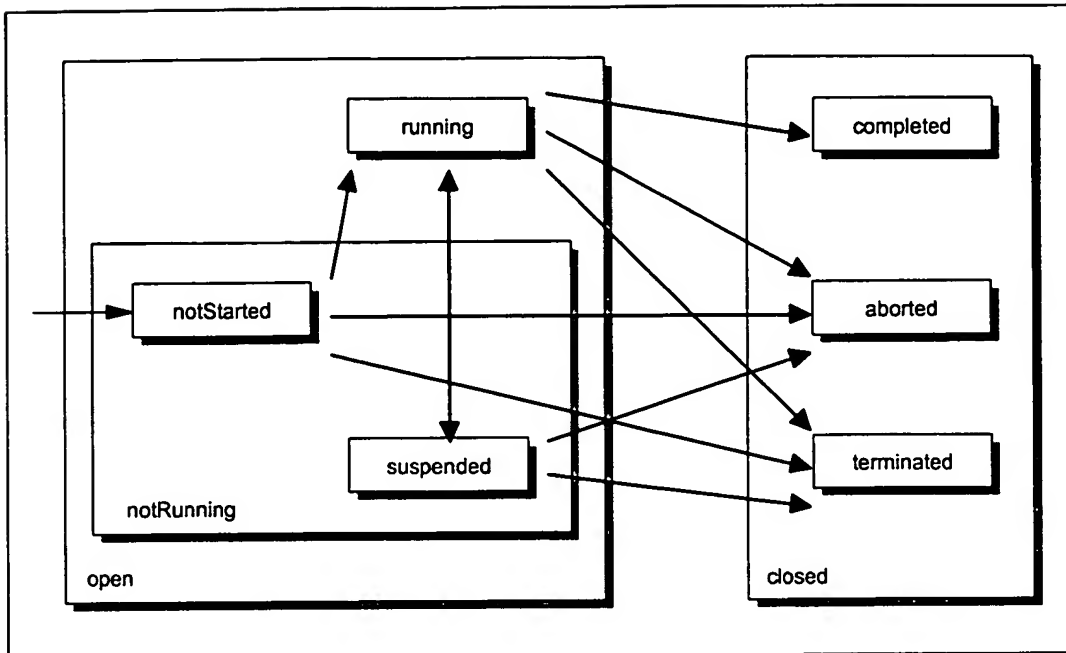 running
completed
notStarted
aborted
suspended
terminated
notRunning
open
closed